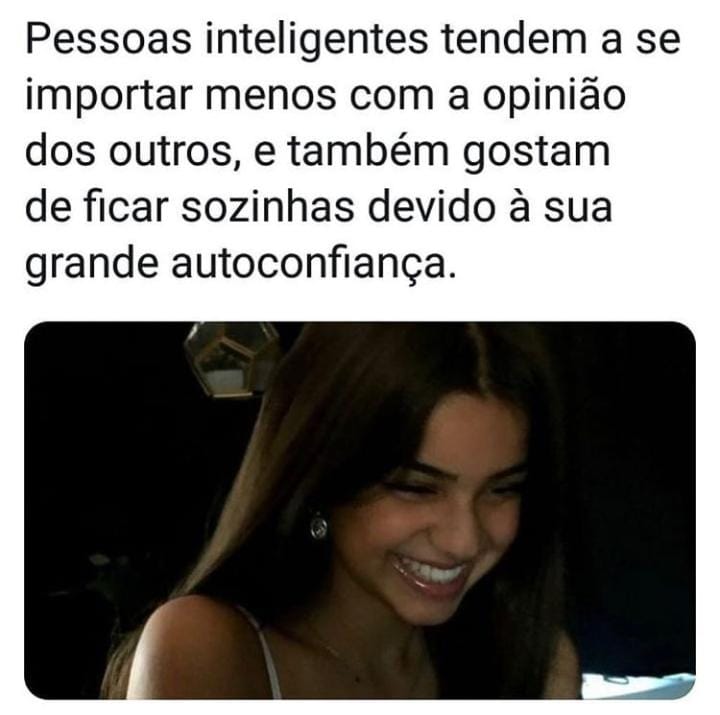 Pessoas inteligentes tendem a se
importar menos com a opinião
dos outros, e também gostam
de ficar sozinhas devido à sua
grande autoconfiança.